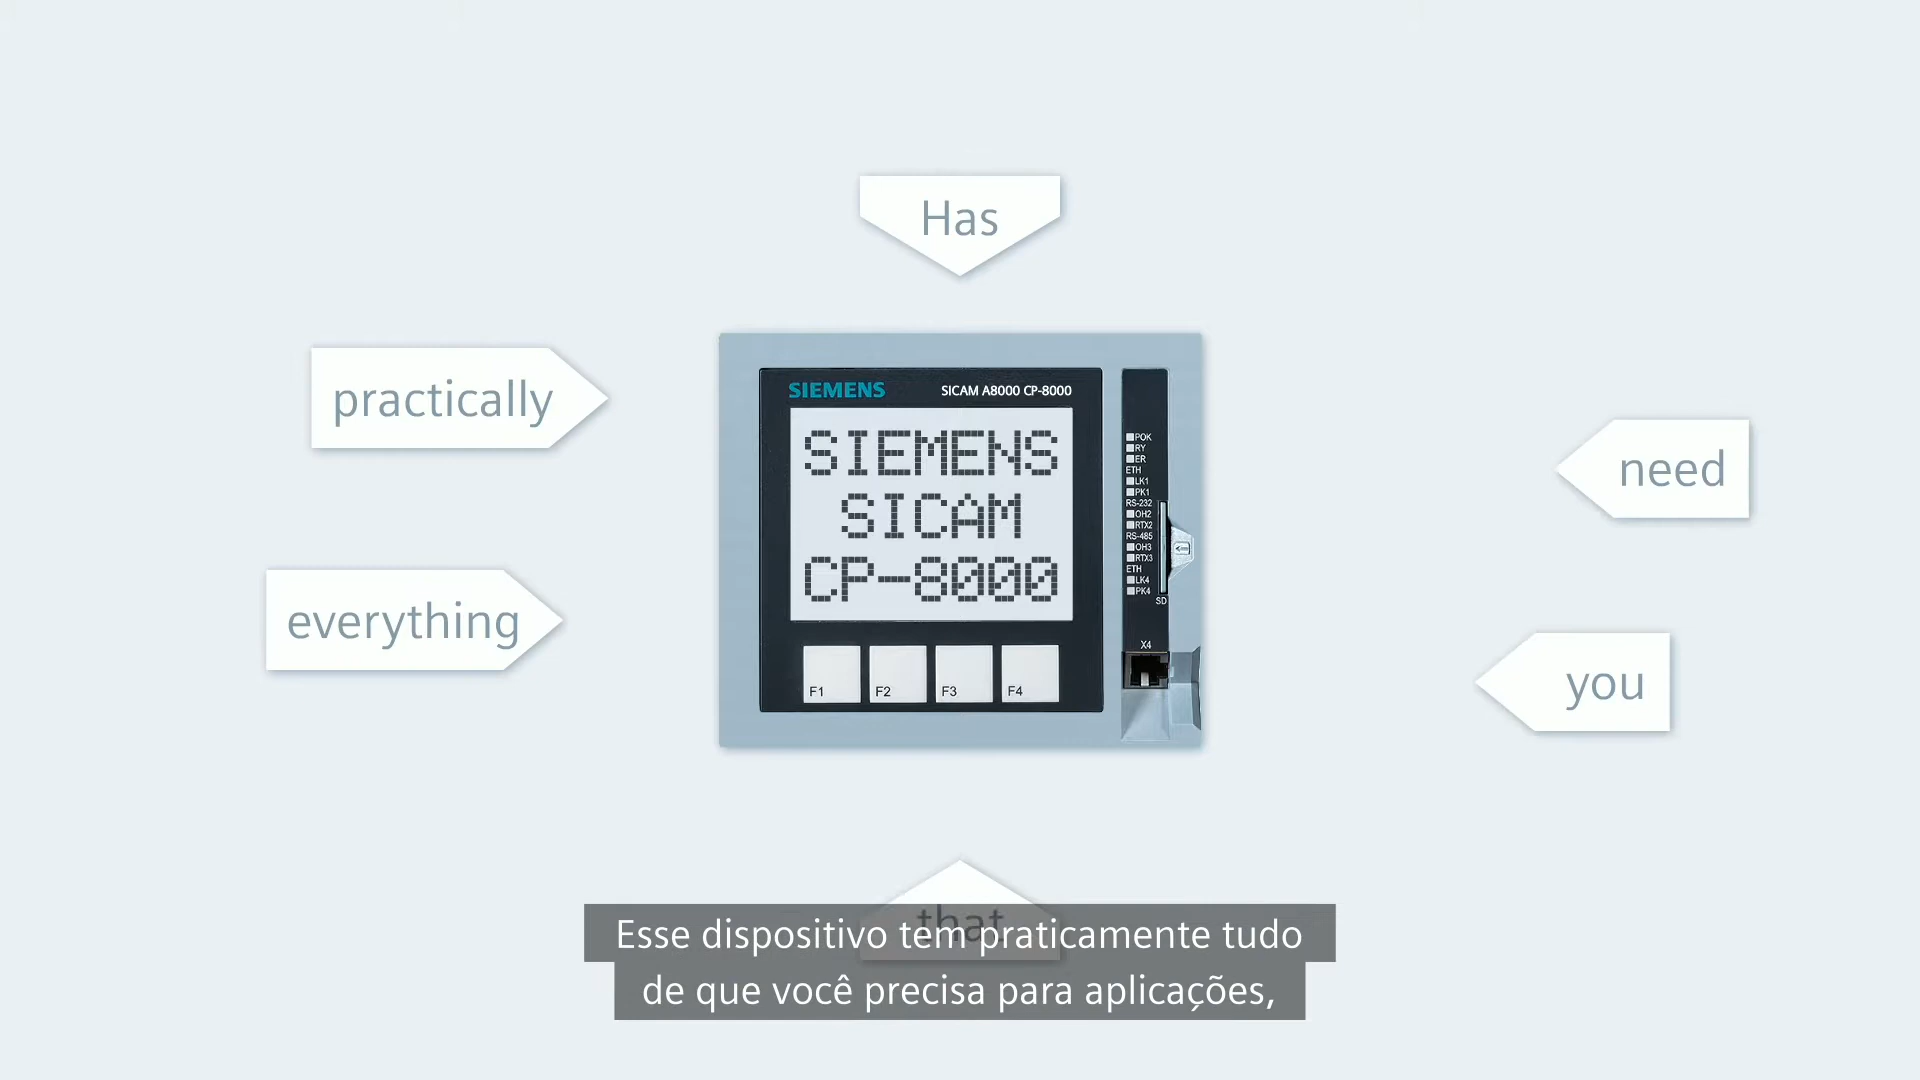 Has
practically
everything
that
you
need
SIEMENS
SICAM A8000 CP-8000
SIEMENS
SICAM
CP-8000
F1 F2 F3 F4
POK
RY
ER
ETH
LK1
PK1
RS-232
OH2
RTX2
RS-485
OH3
RTX3
ETH
LK4
PK4
SD
X4
Esse dispositivo tem praticamente tudo
de que você precisa para aplicações,